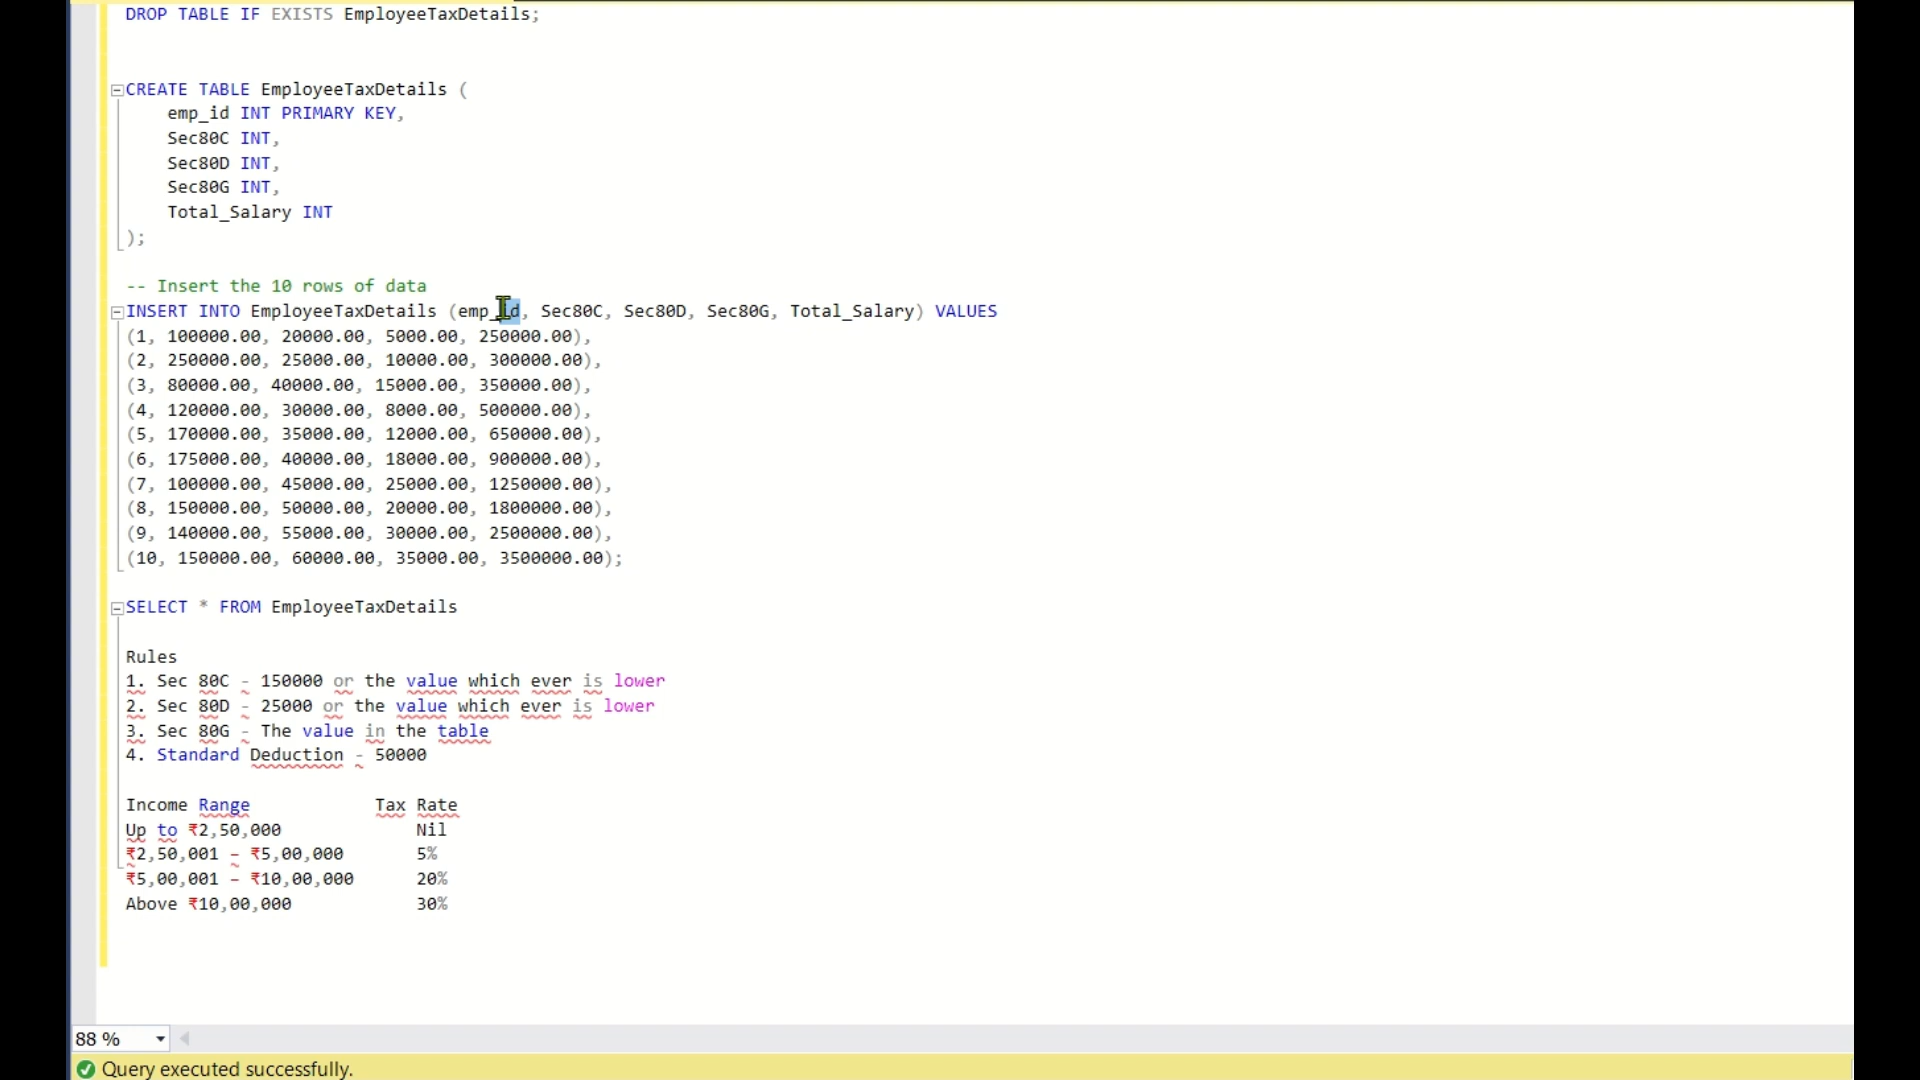 DROP TABLE IF EXISTS EmployeeTaxDetails;
CREATE TABLE EmployeeTaxDetails (
    emp_id INT PRIMARY KEY,
    Sec80C INT,
    Sec80D INT,
    Sec80G INT,
    Total_Salary INT
);
-- Insert the 10 rows of data
INSERT INTO EmployeeTaxDetails (emp_id, Sec80C, Sec80D, Sec80G, Total_Salary) VALUES
(1, 100000.00, 20000.00, 5000.00, 250000.00),
(2, 250000.00, 25000.00, 10000.00, 300000.00),
(3, 80000.00, 40000.00, 15000.00, 350000.00),
(4, 120000.00, 30000.00, 8000.00, 500000.00),
(5, 170000.00, 35000.00, 12000.00, 650000.00),
(6, 175000.00, 40000.00, 18000.00, 900000.00),
(7, 100000.00, 45000.00, 25000.00, 1250000.00),
(8, 150000.00, 50000.00, 20000.00, 1800000.00),
(9, 140000.00, 55000.00, 30000.00, 2500000.00),
(10, 150000.00, 60000.00, 35000.00, 3500000.00);
SELECT * FROM EmployeeTaxDetails
Rules
1. Sec 80C - 150000 or the value which ever is lower
2. Sec 80D - 25000 or the value which ever is lower
3. Sec 80G - The value in the table
4. Standard Deduction - 50000
Income Range            Tax Rate
Up to ₹2,50,000             Nil
₹2,50,001 – ₹5,00,000       5%
₹5,00,001 – ₹10,00,000      20%
Above ₹10,00,000            30%
88 %
Query executed successfully.